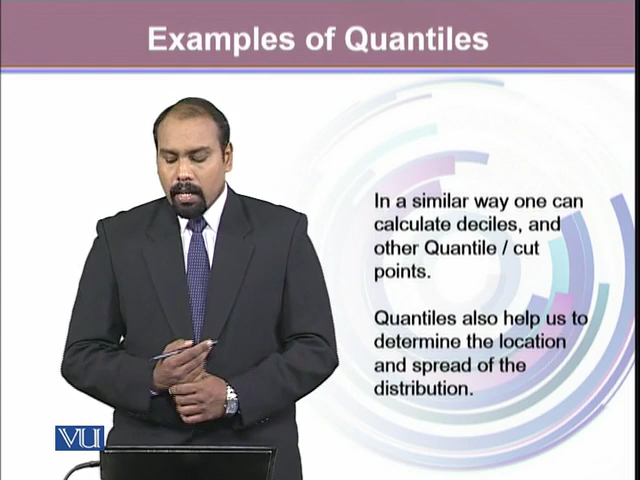 Examples of Quantiles
In a similar way one can
calculate deciles, and
other Quantile / cut
points.
Quantiles also help us to
determine the location
and spread of the
distribution.
VU